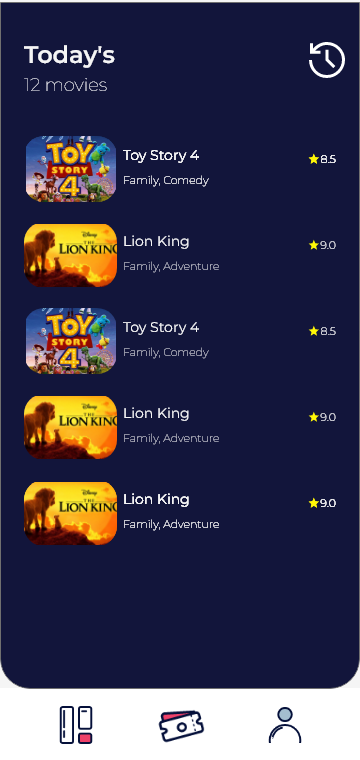 Today's
12 movies
TOY STORY 4
Toy Story 4
Family, Comedy
8.5
Disney
THE
LION KING
Lion King
Family, Adventure
9.0
TOY STORY 4
Toy Story 4
Family, Comedy
8.5
Disney
THE
LION KING
Lion King
Family, Adventure
9.0
Disney
THE
LION KING
Lion King
Family, Adventure
9.0